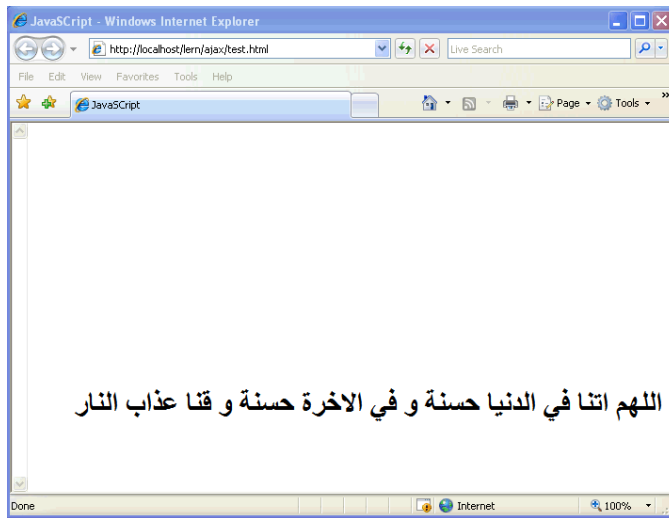 JavaSCript - Windows Internet Explorer
http://localhost/lern/ajax/test.html
Live Search
File Edit View Favorites Tools Help
JavaSCript
Page Tools »
اللهم اتنا في الدنيا حسنة و في الاخرة حسنة و قنا عذاب النار
Done
Internet
100%